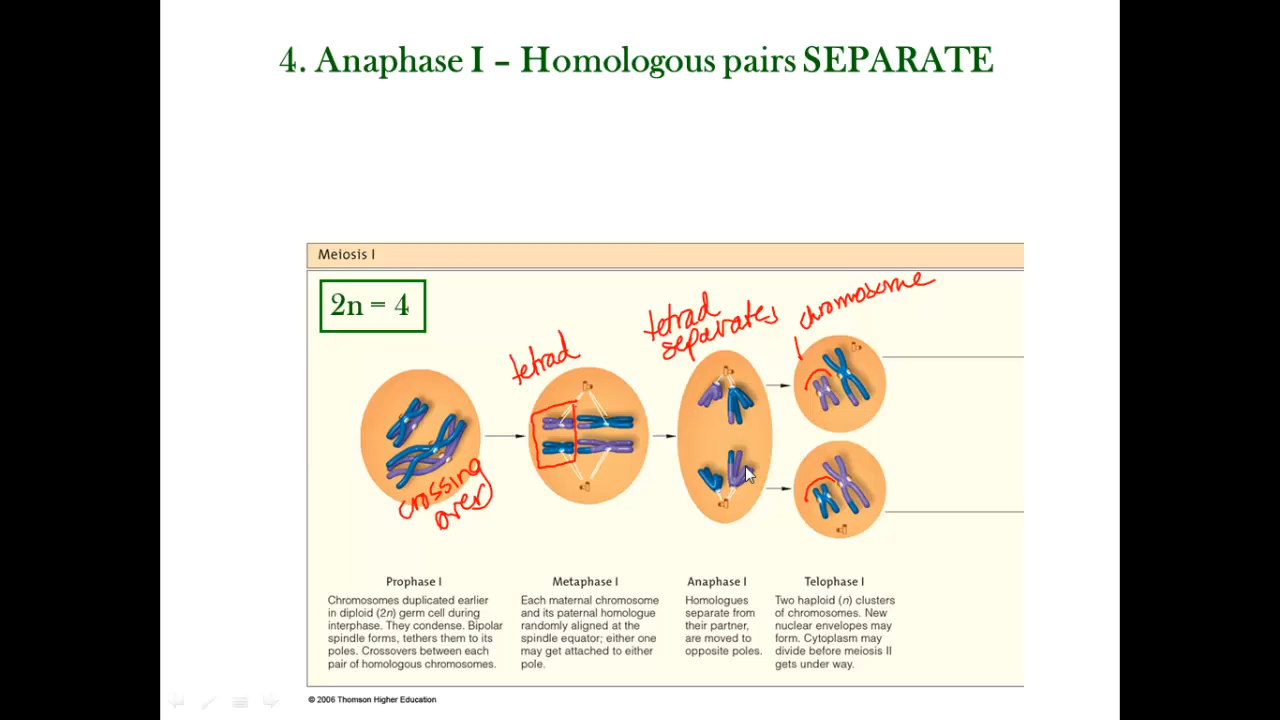 4. Anaphase I – Homologous pairs SEPARATE
Meiosis I
2n = 4
tetrad
tetrad
separates
chromosome
crossing
over
Prophase I
Chromosomes duplicated earlier
in diploid (2n) germ cell during
interphase. They condense. Bipolar
spindle forms, tethers them to its
poles. Crossovers between each
pair of homologous chromosomes.
Metaphase I
Each maternal chromosome
and its paternal homologue
randomly aligned at the
spindle equator; either one
may get attached to either
pole.
Anaphase I
Homologues
separate from
their partner,
are moved to
opposite poles.
Telophase I
Two haploid (n) clusters
of chromosomes. New
nuclear envelopes may
form. Cytoplasm may
divide before meiosis II
gets under way.
© 2006 Thomson Higher Education